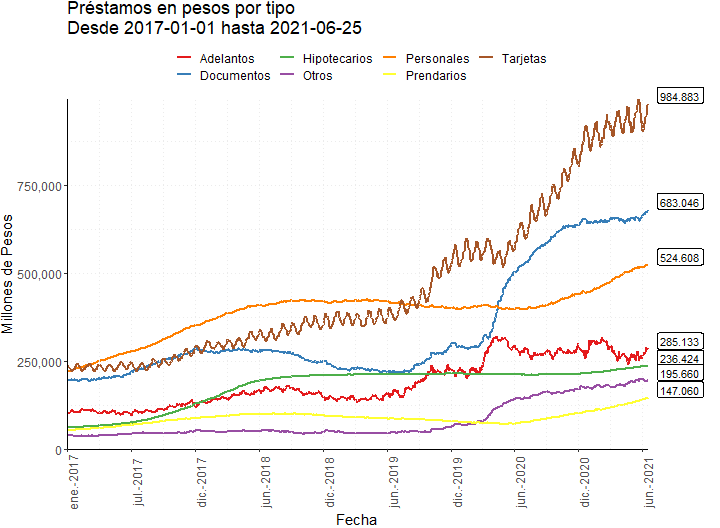 Préstamos en pesos por tipo
Desde 2017-01-01 hasta 2021-06-25
Adelantos Hipotecarios Personales Tarjetas
Documentos Otros Prendarios
984.883
750,000
683.046
524.608
500,000
285.133
250,000
236.424
195.660
147.060
0
Millones de Pesos
ene.-2017 jul.-2017 dic.-2017 jun.-2018 dic.-2018 jun.-2019 dic.-2019 jun.-2020 dic.-2020 jun.-2021
Fecha